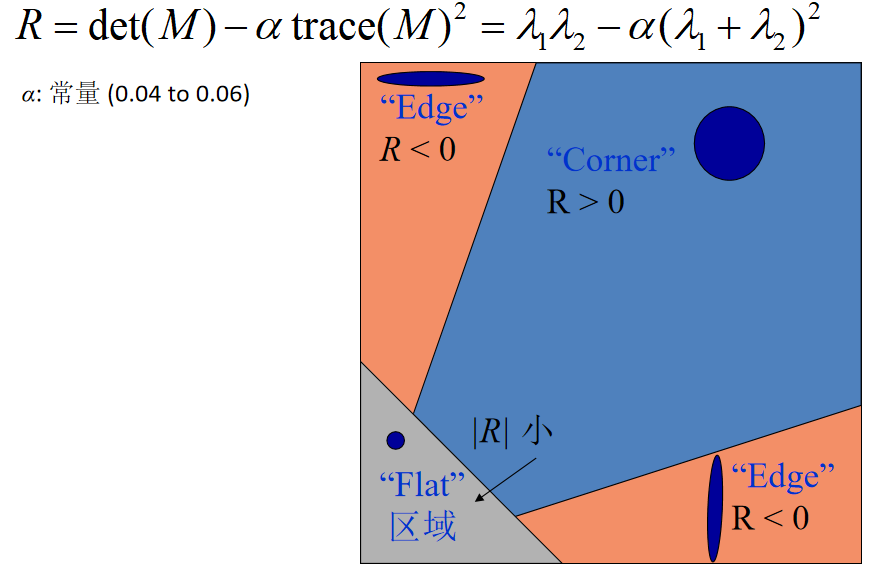 R = det(M) − α trace(M)² = λ₁λ₂ − α(λ₁ + λ₂)²
α: 常量 (0.04 to 0.06)
“Edge”
R < 0
“Corner”
R > 0
|R| 小
“Flat”
区域
“Edge”
R < 0